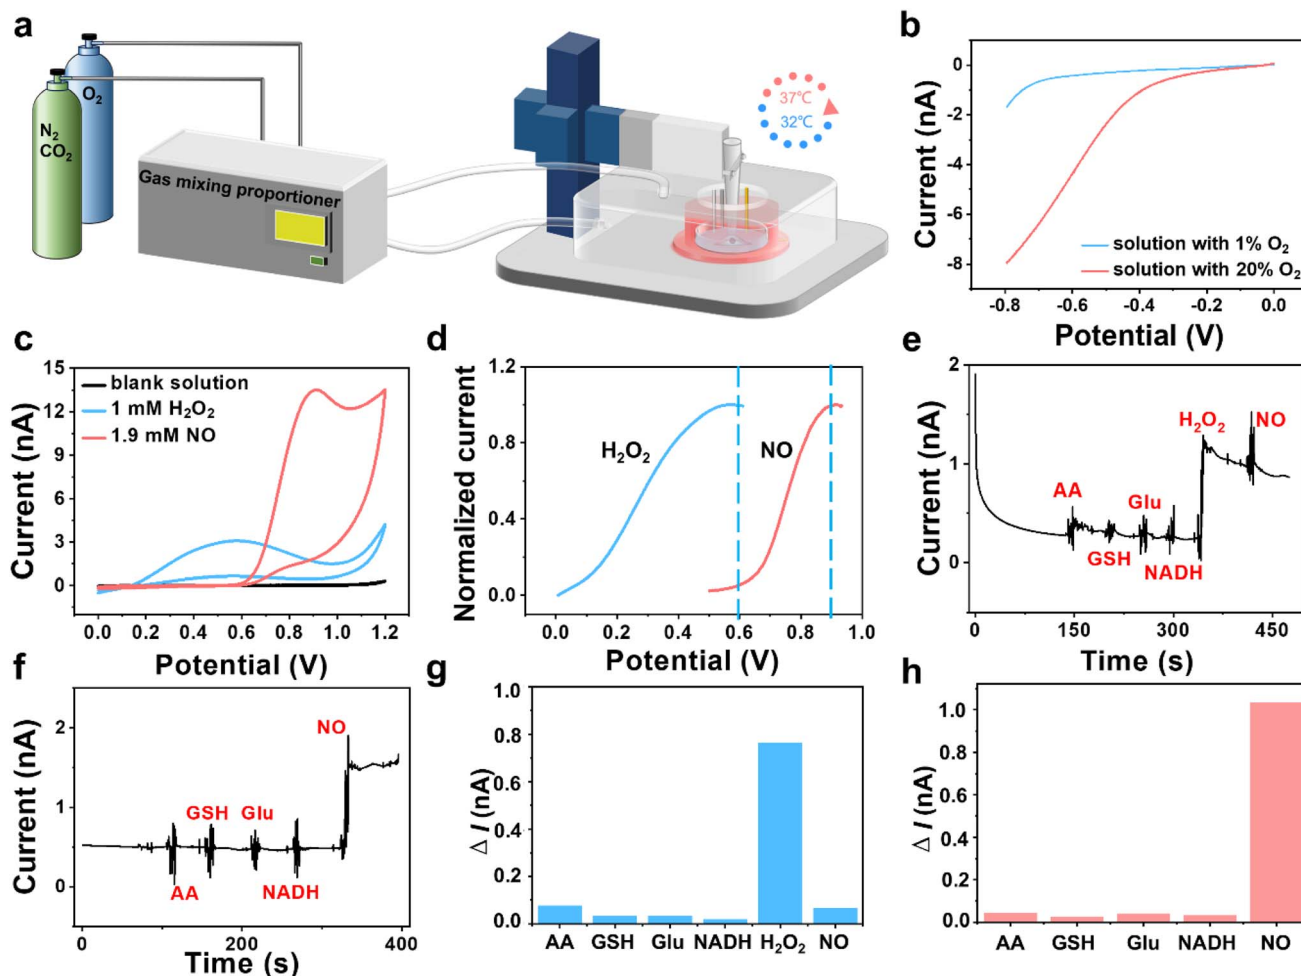 a
O₂
N₂
CO₂
Gas mixing proportioner
37℃
32℃
b
0
-2
-4
-6
-8
Current (nA)
solution with 1% O₂
solution with 20% O₂
-0.8
-0.6
-0.4
-0.2
0.0
Potential (V)
c
15
12
9
6
3
0
Current (nA)
blank solution
1 mM H₂O₂
1.9 mM NO
0.0
0.2
0.4
0.6
0.8
1.0
1.2
Potential (V)
d
1.2
0.8
0.4
0.0
Normalized current
H₂O₂
NO
0.0
0.2
0.4
0.6
0.8
1.0
Potential (V)
e
2
1
0
Current (nA)
AA
GSH
Glu
NADH
H₂O₂
NO
0
150
300
450
Time (s)
f
2
1
0
Current (nA)
AA
GSH
Glu
NADH
NO
0
200
400
Time (s)
g
1.0
0.8
0.6
0.4
0.2
0.0
Δ I (nA)
AA
GSH
Glu
NADH
H₂O₂
NO
h
1.0
0.8
0.6
0.4
0.2
0.0
Δ I (nA)
AA
GSH
Glu
NADH
NO